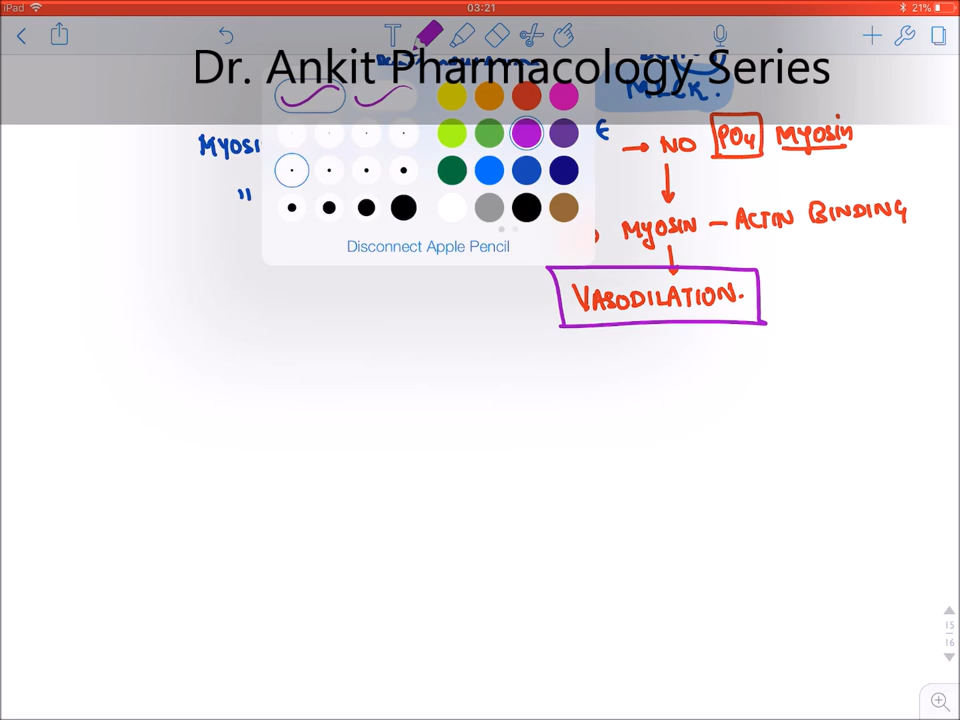 iPad 03:21 21%
T
Dr. Ankit Pharmacology Series
MLCK.
→ NO PO4 MYOSIN
MYOSI
"
MYOSIN — ACTIN BINDING
Disconnect Apple Pencil
VASODILATION.
15
16